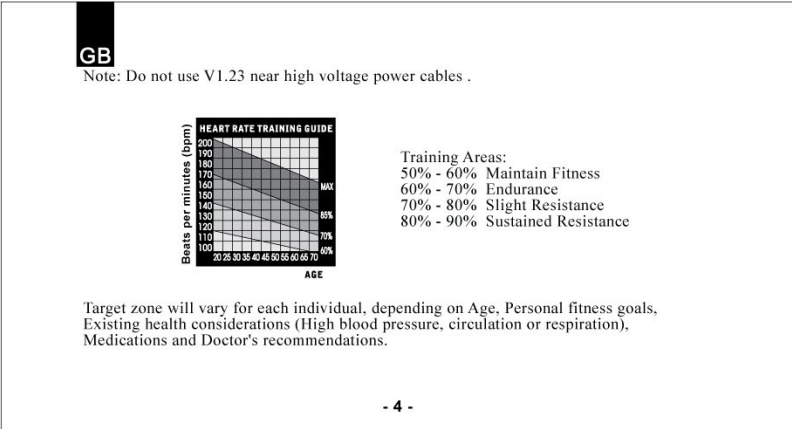 GB
Note: Do not use V1.23 near high voltage power cables .
HEART RATE TRAINING GUIDE
Beats per minutes (bpm)
200
190
180
170
160
150
140
130
120
110
100
MAX
85%
70%
60%
20 25 30 35 40 45 50 55 60 65 70
AGE
Training Areas:
50% - 60% Maintain Fitness
60% - 70% Endurance
70% - 80% Slight Resistance
80% - 90% Sustained Resistance
Target zone will vary for each individual, depending on Age, Personal fitness goals,
Existing health considerations (High blood pressure, circulation or respiration),
Medications and Doctor's recommendations.
- 4 -